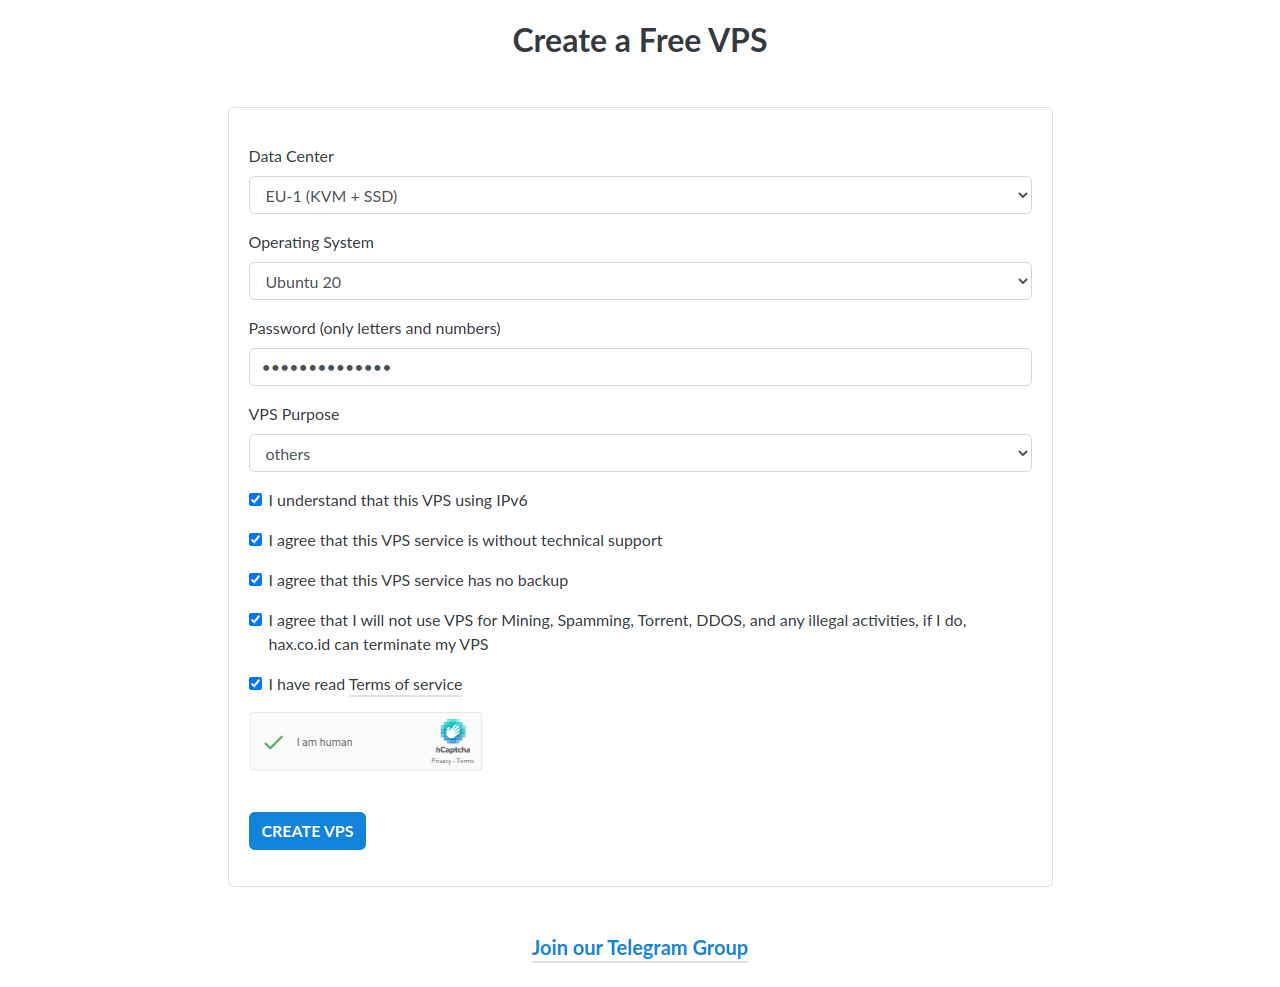 Create a Free VPS
Data Center
EU-1 (KVM + SSD)
Operating System
Ubuntu 20
Password (only letters and numbers)
••••••••••••••
VPS Purpose
others
I understand that this VPS using IPv6
I agree that this VPS service is without technical support
I agree that this VPS service has no backup
I agree that I will not use VPS for Mining, Spamming, Torrent, DDOS, and any illegal activities, if I do,
hax.co.id can terminate my VPS
I have read Terms of service
I am human
hCaptcha
Privacy - Terms
CREATE VPS
Join our Telegram Group